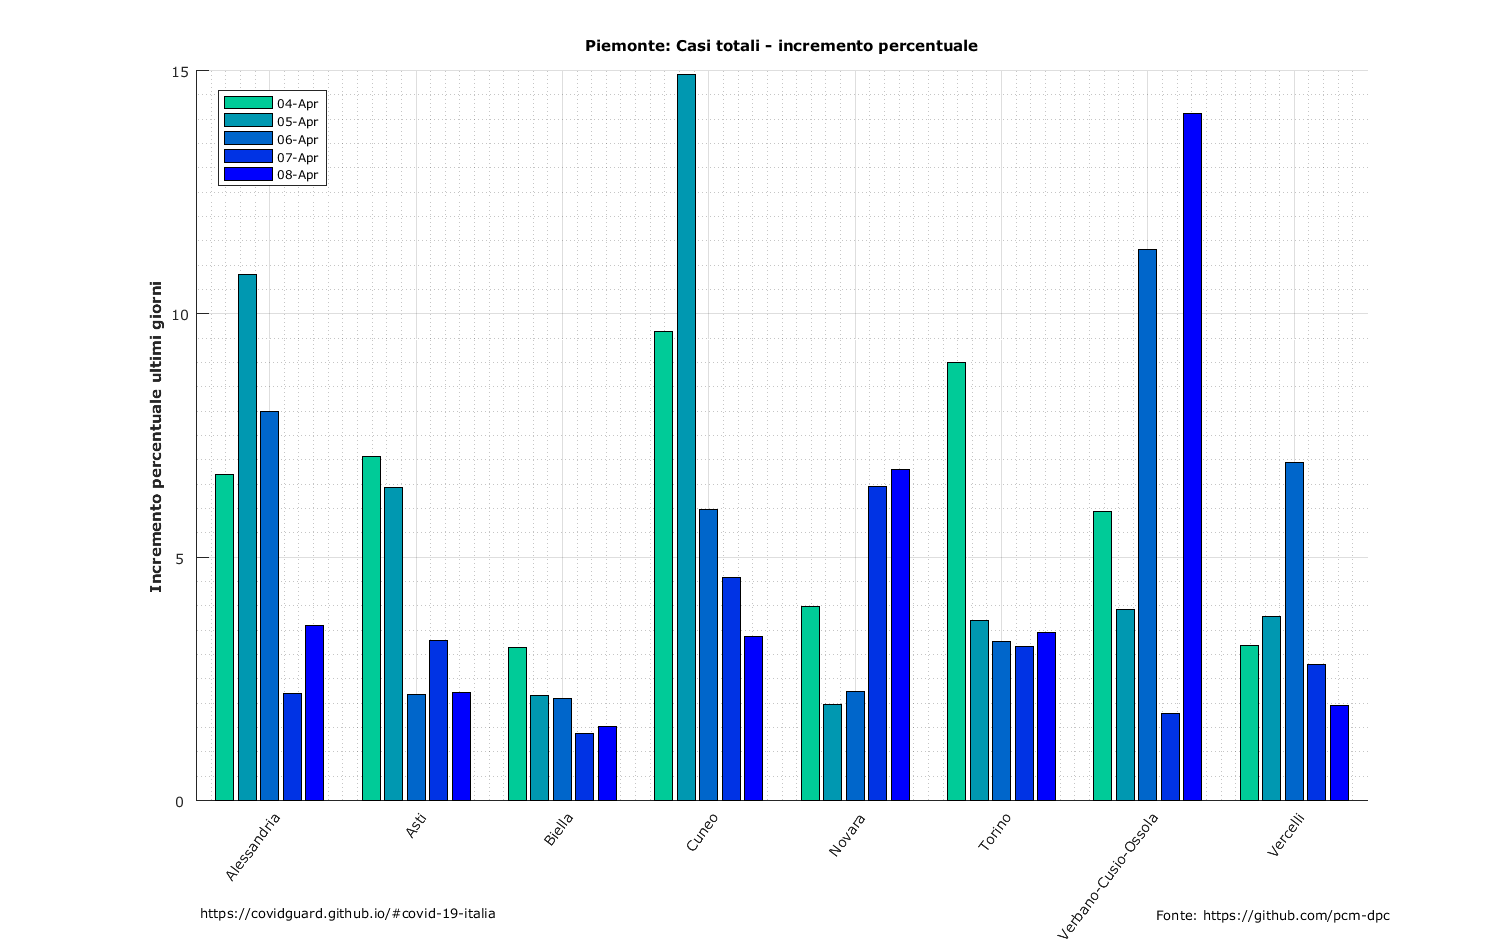 Piemonte: Casi totali - incremento percentuale
15
10
5
0
Incremento percentuale ultimi giorni
04-Apr
05-Apr
06-Apr
07-Apr
08-Apr
Alessandria
Asti
Biella
Cuneo
Novara
Torino
Verbano-Cusio-Ossola
Vercelli
https://covidguard.github.io/#covid-19-italia
Fonte: https://github.com/pcm-dpc